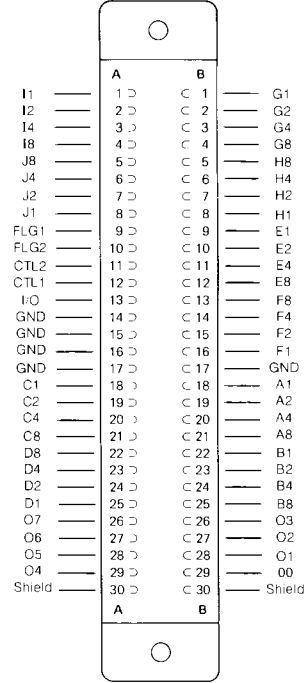 A B
I1 1 1 G1
I2 2 2 G2
I4 3 3 G4
I8 4 4 G8
J8 5 5 H8
J4 6 6 H4
J2 7 7 H2
J1 8 8 H1
FLG1 9 9 E1
FLG2 10 10 E2
CTL2 11 11 E4
CTL1 12 12 E8
I/O 13 13 F8
GND 14 14 F4
GND 15 15 F2
GND 16 16 F1
GND 17 17 GND
C1 18 18 A1
C2 19 19 A2
C4 20 20 A4
C8 21 21 A8
D8 22 22 B1
D4 23 23 B2
D2 24 24 B4
D1 25 25 B8
O7 26 26 O3
O6 27 27 O2
O5 28 28 O1
O4 29 29 00
Shield 30 30 Shield
A B